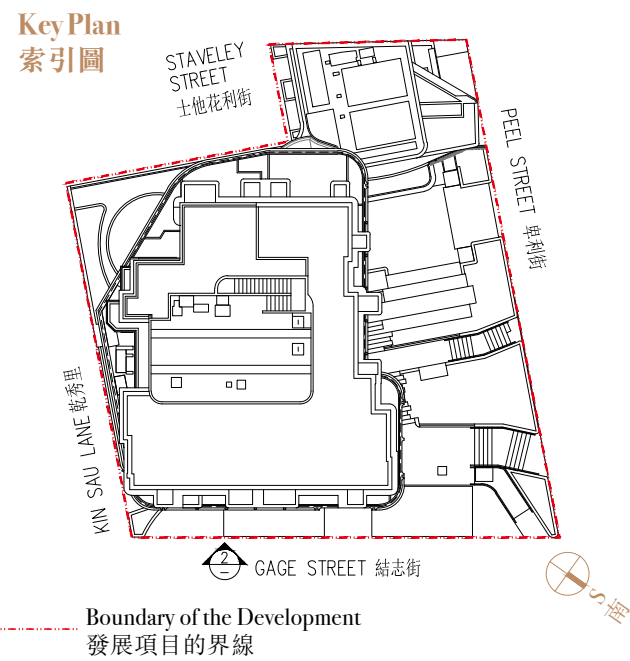 Key Plan
索引圖
STAVELEY
STREET
士他花利街
PEEL STREET 卑利街
KIN SAU LANE 乾秀里
2
GAGE STREET 結志街
S 南
Boundary of the Development
發展項目的界線